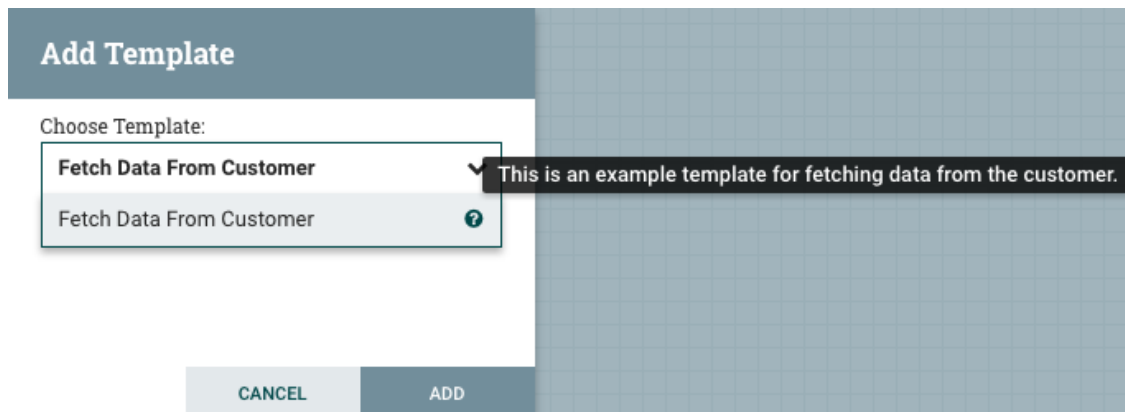 Add Template
Choose Template:
Fetch Data From Customer
This is an example template for fetching data from the customer.
Fetch Data From Customer
?
CANCEL
ADD